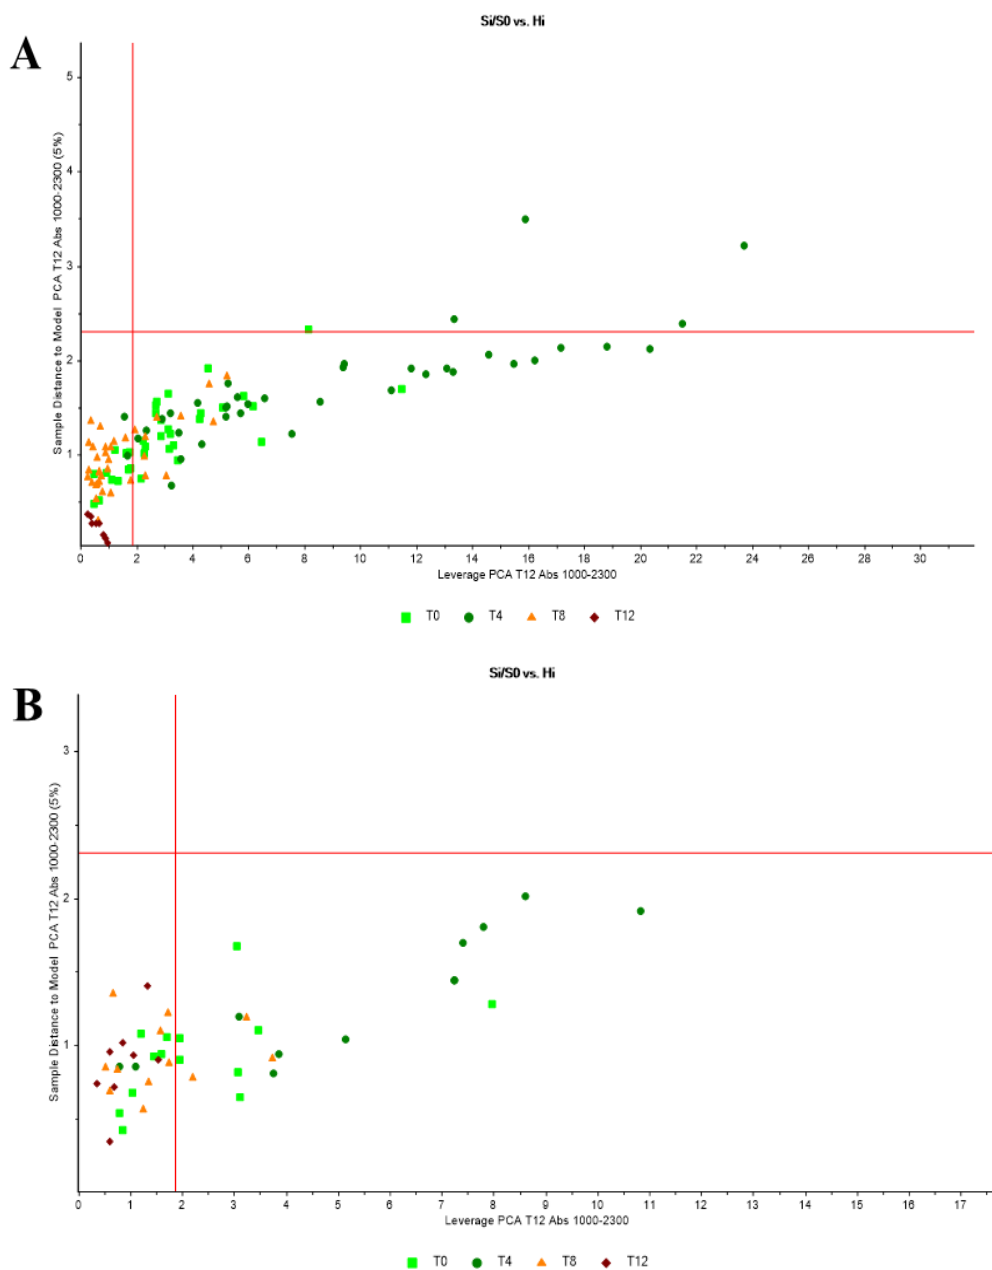 Si/S0 vs. Hi
A
Sample Distance to Model PCA T12 Abs 1000-2300 (5%)
5
4
3
2
1
0 2 4 6 8 10 12 14 16 18 20 22 24 26 28 30
Leverage PCA T12 Abs 1000-2300
T0 T4 T8 T12
Si/S0 vs. Hi
B
Sample Distance to Model PCA T12 Abs 1000-2300 (5%)
3
2
1
0 1 2 3 4 5 6 7 8 9 10 11 12 13 14 15 16 17
Leverage PCA T12 Abs 1000-2300
T0 T4 T8 T12